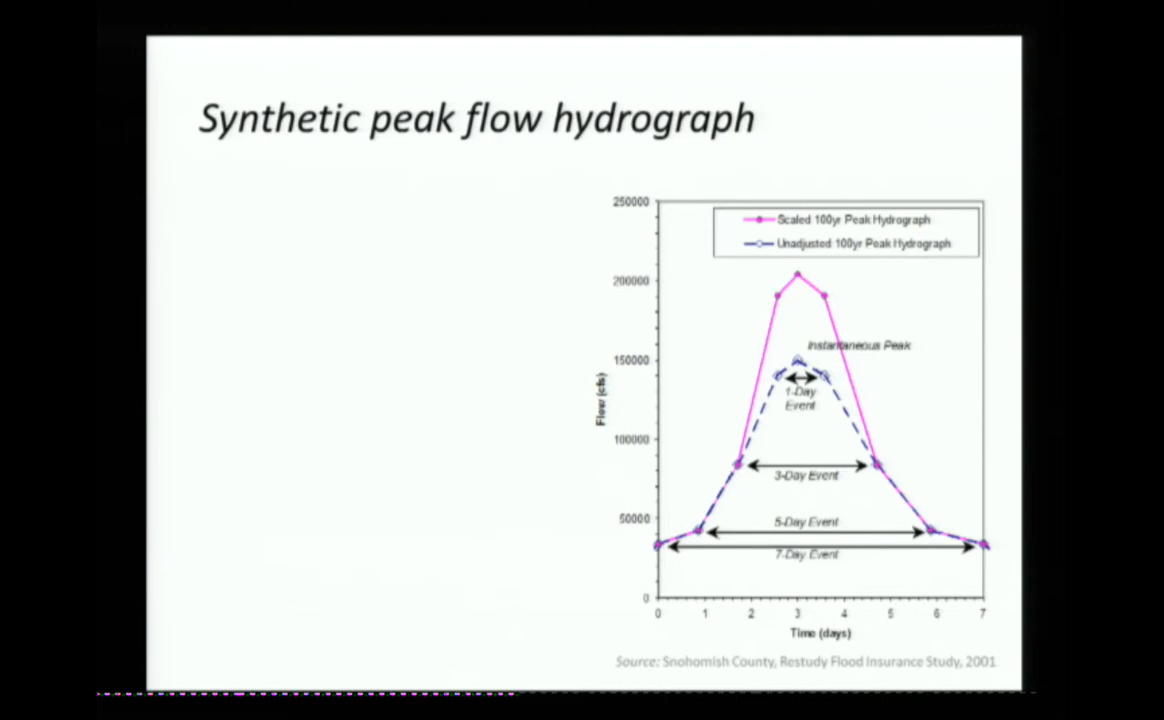 Synthetic peak flow hydrograph
250000
Scaled 100yr Peak Hydrograph
Unadjusted 100yr Peak Hydrograph
200000
Instantaneous Peak
150000
1-Day
Event
Flow (cfs)
100000
3-Day Event
50000
5-Day Event
7-Day Event
0
0 1 2 3 4 5 6 7
Time (days)
Source: Snohomish County, Restudy Flood Insurance Study, 2001